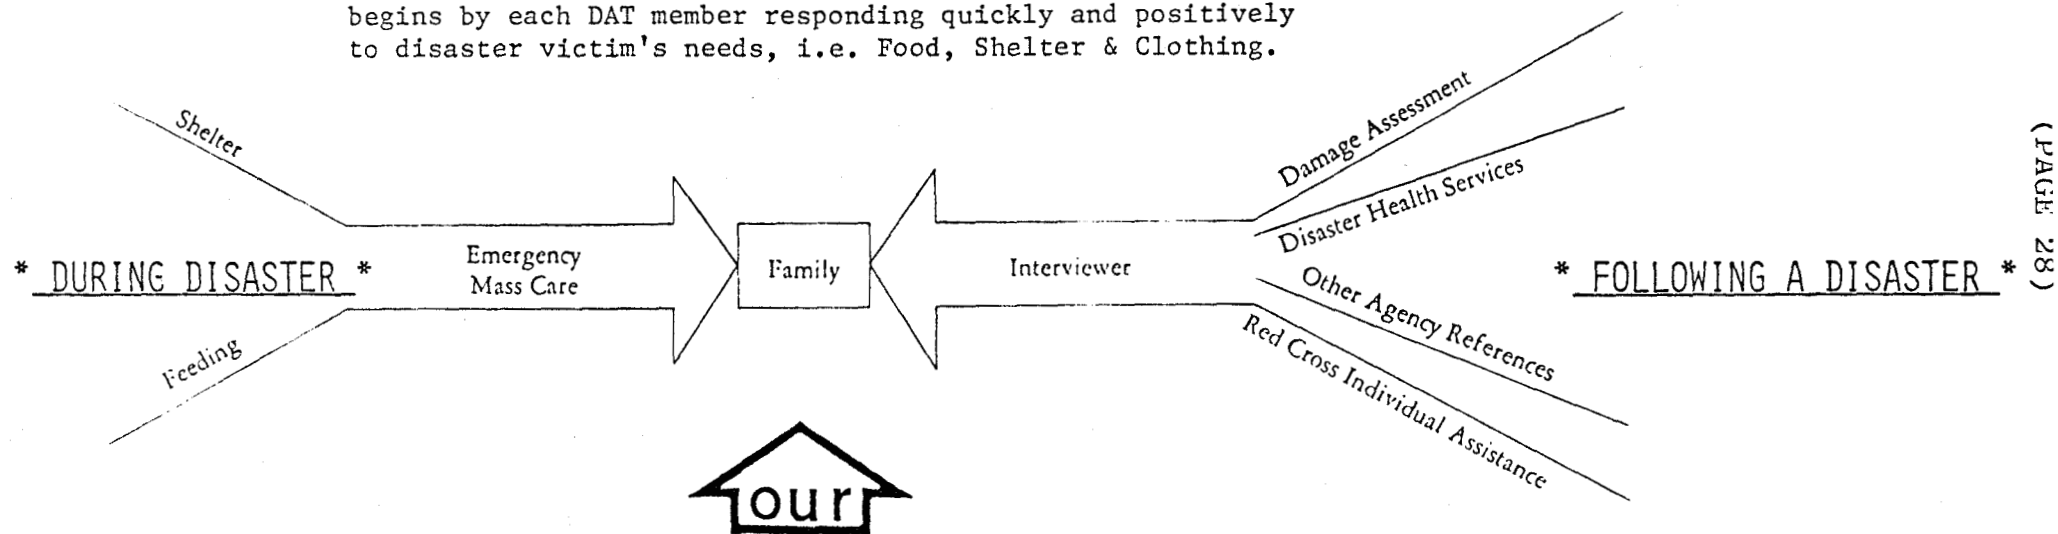 begins by each DAT member responding quickly and positively
to disaster victim's needs, i.e. Food, Shelter & Clothing.
Shelter
Damage Assessment
Disaster Health Services
(PAGE 28)
Emergency
Mass Care
Family
Interviewer
* DURING DISASTER *
* FOLLOWING A DISASTER *
Other Agency References
Feeding
Red Cross Individual Assistance
our